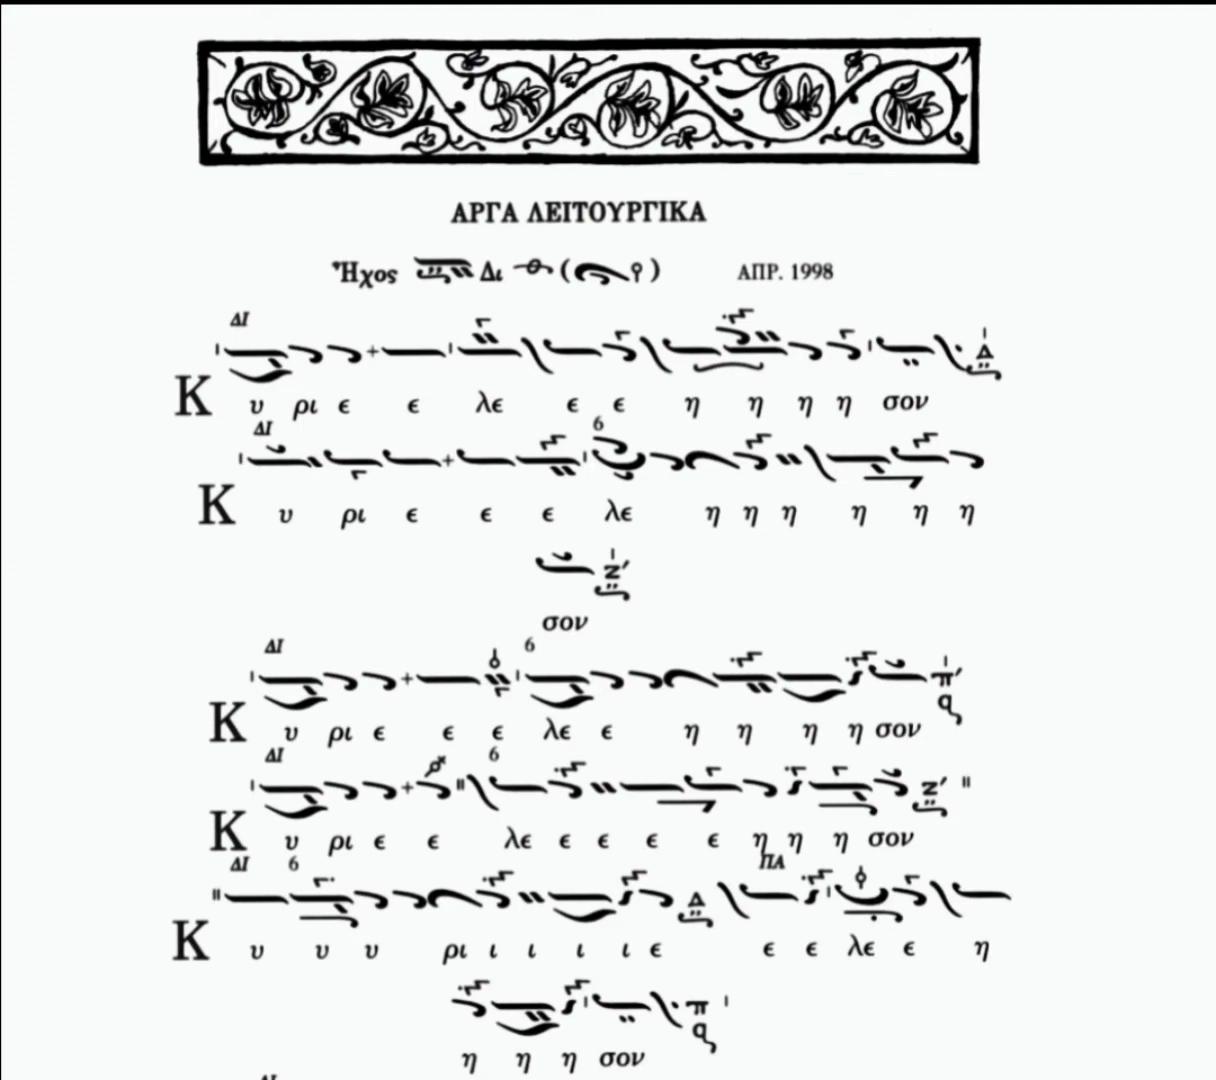 ΑΡΓΑ ΛΕΙΤΟΥΡΓΙΚΑ
Ἦχος Δι ΑΠΡ. 1998
ΔΙ
Κ υ ρι ε ε λε ε ε η η η η σον
ΔΙ 6
Κ υ ρι ε ε ε λε η η η η η η
σον
ΔΙ 6
Κ υ ρι ε ε ε λε ε η η η η σον
ΔΙ 6
Κ υ ρι ε ε λε ε ε ε ε η η η σον
ΔΙ 6 ΠΑ
Κ υ υ υ ρι ι ι ι ι ε ε ε λε ε η
η η η σον